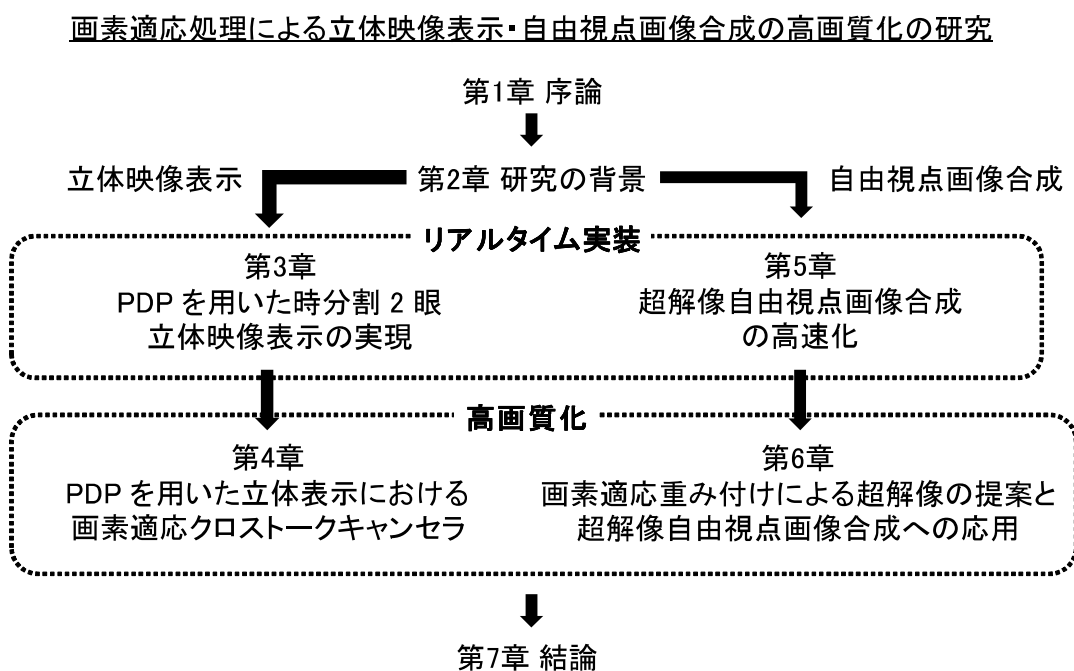 画素適応処理による立体映像表示・自由視点画像合成の高画質化の研究
第1章 序論
立体映像表示
第2章 研究の背景
自由視点画像合成
リアルタイム実装
第3章
PDP を用いた時分割 2 眼
立体映像表示の実現
第5章
超解像自由視点画像合成
の高速化
高画質化
第4章
PDP を用いた立体表示における
画素適応クロストークキャンセラ
第6章
画素適応重み付けによる超解像の提案と
超解像自由視点画像合成への応用
第7章 結論